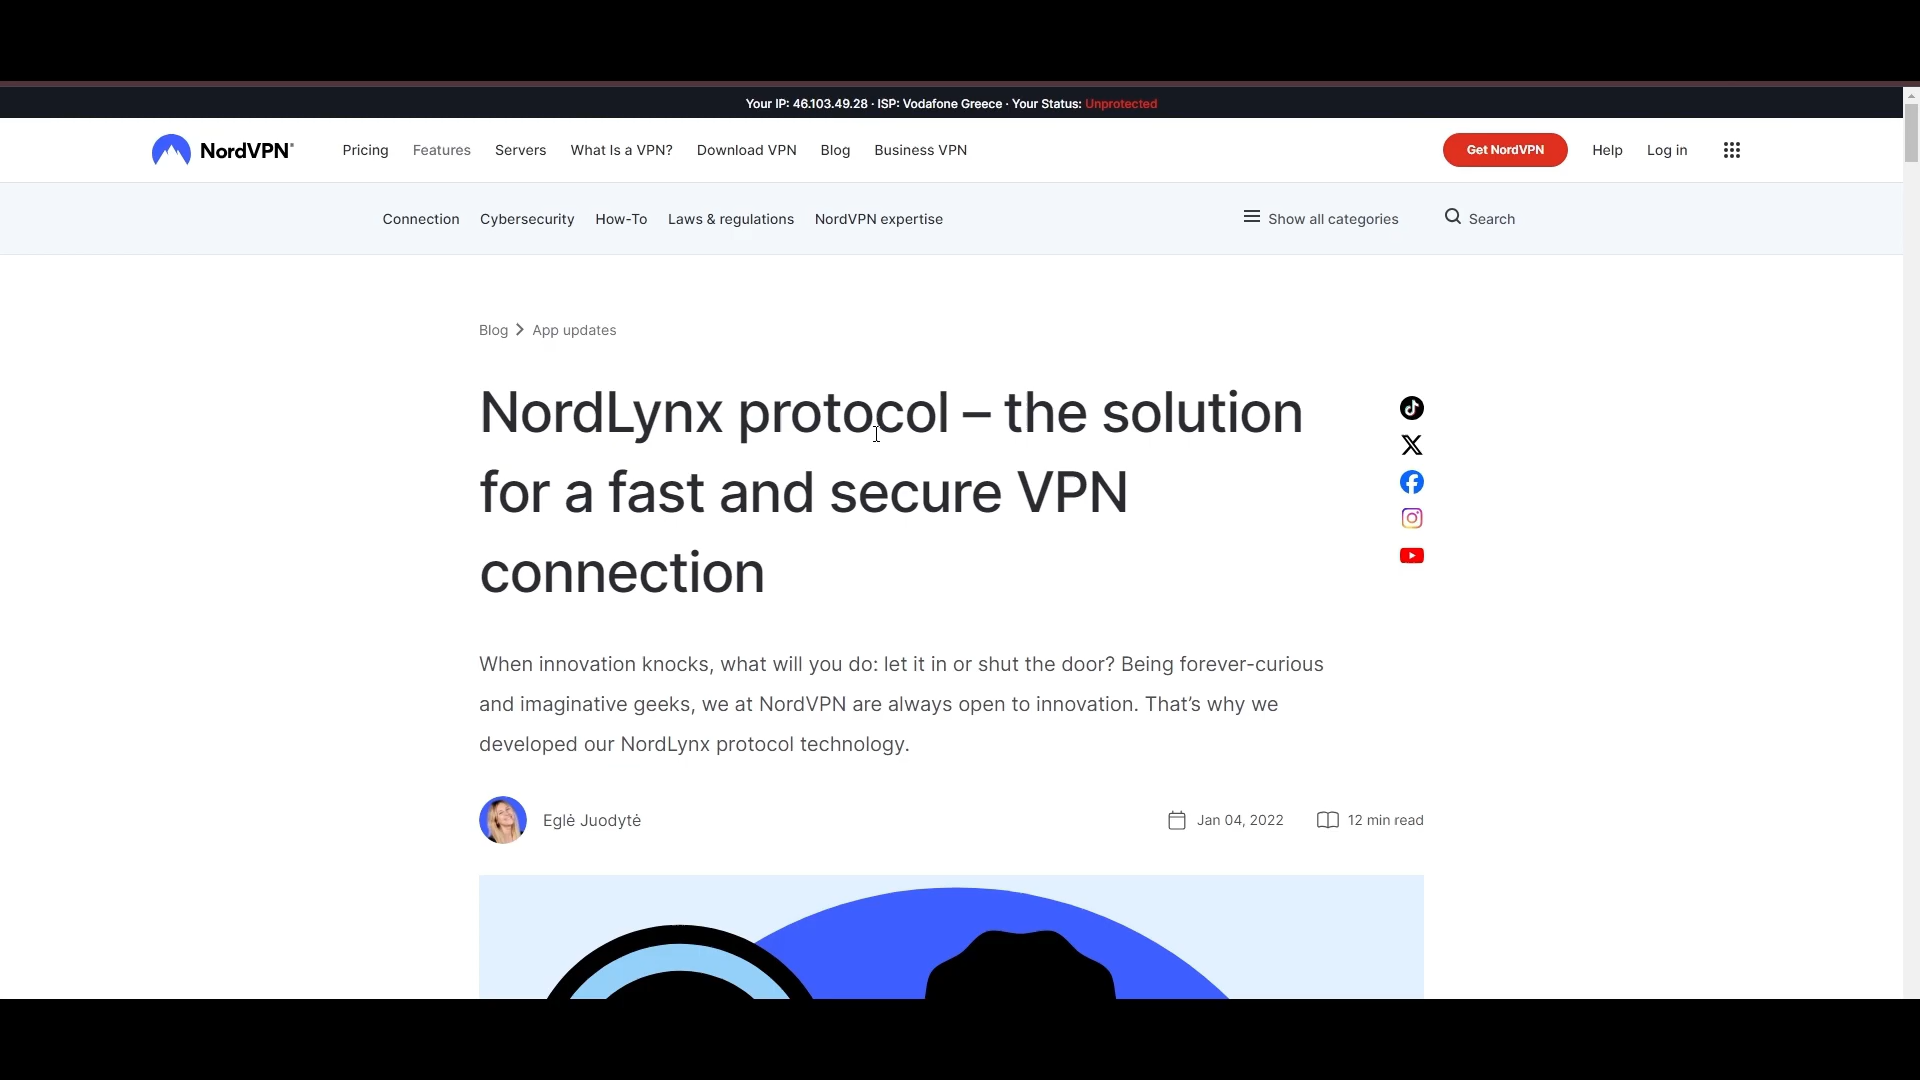 Your IP: 46.103.49.28 · ISP: Vodafone Greece · Your Status: Unprotected
NordVPN®
Pricing
Features
Servers
What Is a VPN?
Download VPN
Blog
Business VPN
Get NordVPN
Help
Log in
Connection
Cybersecurity
How-To
Laws & regulations
NordVPN expertise
Show all categories
Search
Blog
App updates
NordLynx protocol – the solution
for a fast and secure VPN
connection
When innovation knocks, what will you do: let it in or shut the door? Being forever-curious
and imaginative geeks, we at NordVPN are always open to innovation. That’s why we
developed our NordLynx protocol technology.
Eglė Juodytė
Jan 04, 2022
12 min read